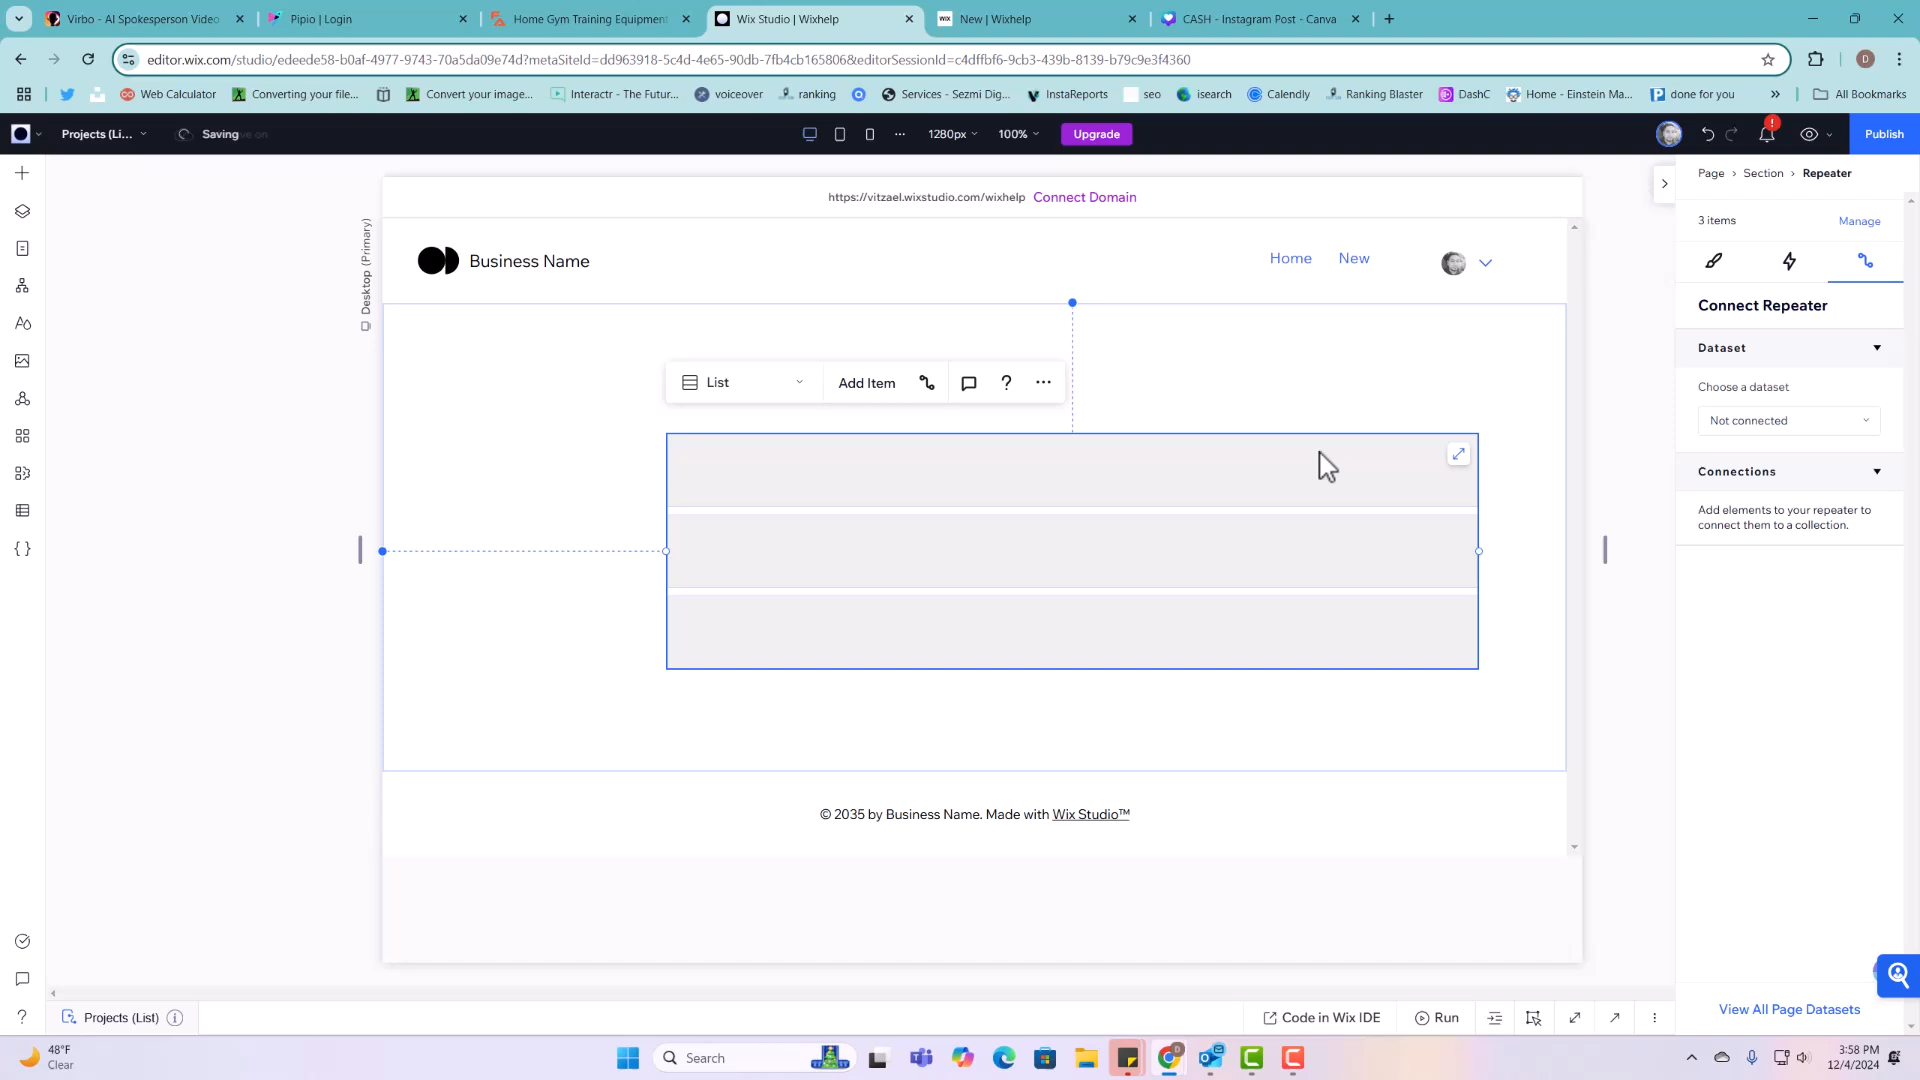 Virbo - AI Spokesperson Video
Pipio | Login
Home Gym Training Equipment
Wix Studio | Wixhelp
WIX
New | Wixhelp
CASH - Instagram Post - Canva
editor.wix.com/studio/edeede58-b0af-4977-9743-70a5da09e74d?metaSiteId=dd963918-5c4d-4e65-90db-7fb4cb165806&editorSessionId=c4dffbf6-9cb3-439b-8139-b79c9e3f4360
D
Web Calculator
Converting your file...
Convert your image...
Interactr - The Futur...
voiceover
ranking
Services - Sezmi Dig...
InstaReports
seo
isearch
Calendly
Ranking Blaster
DashC
Home - Einstein Ma...
done for you
All Bookmarks
Projects (Li...
Saving
1280px
100%
Upgrade
!
Publish
https://vitzael.wixstudio.com/wixhelp
Connect Domain
Desktop (Primary)
Business Name
Home
New
List
Add Item
© 2035 by Business Name. Made with Wix Studio™
Page
Section
Repeater
3 items
Manage
Connect Repeater
Dataset
Choose a dataset
Not connected
Connections
Add elements to your repeater to
connect them to a collection.
View All Page Datasets
Projects (List)
Code in Wix IDE
Run
48°F
Clear
Search
3:58 PM
12/4/2024